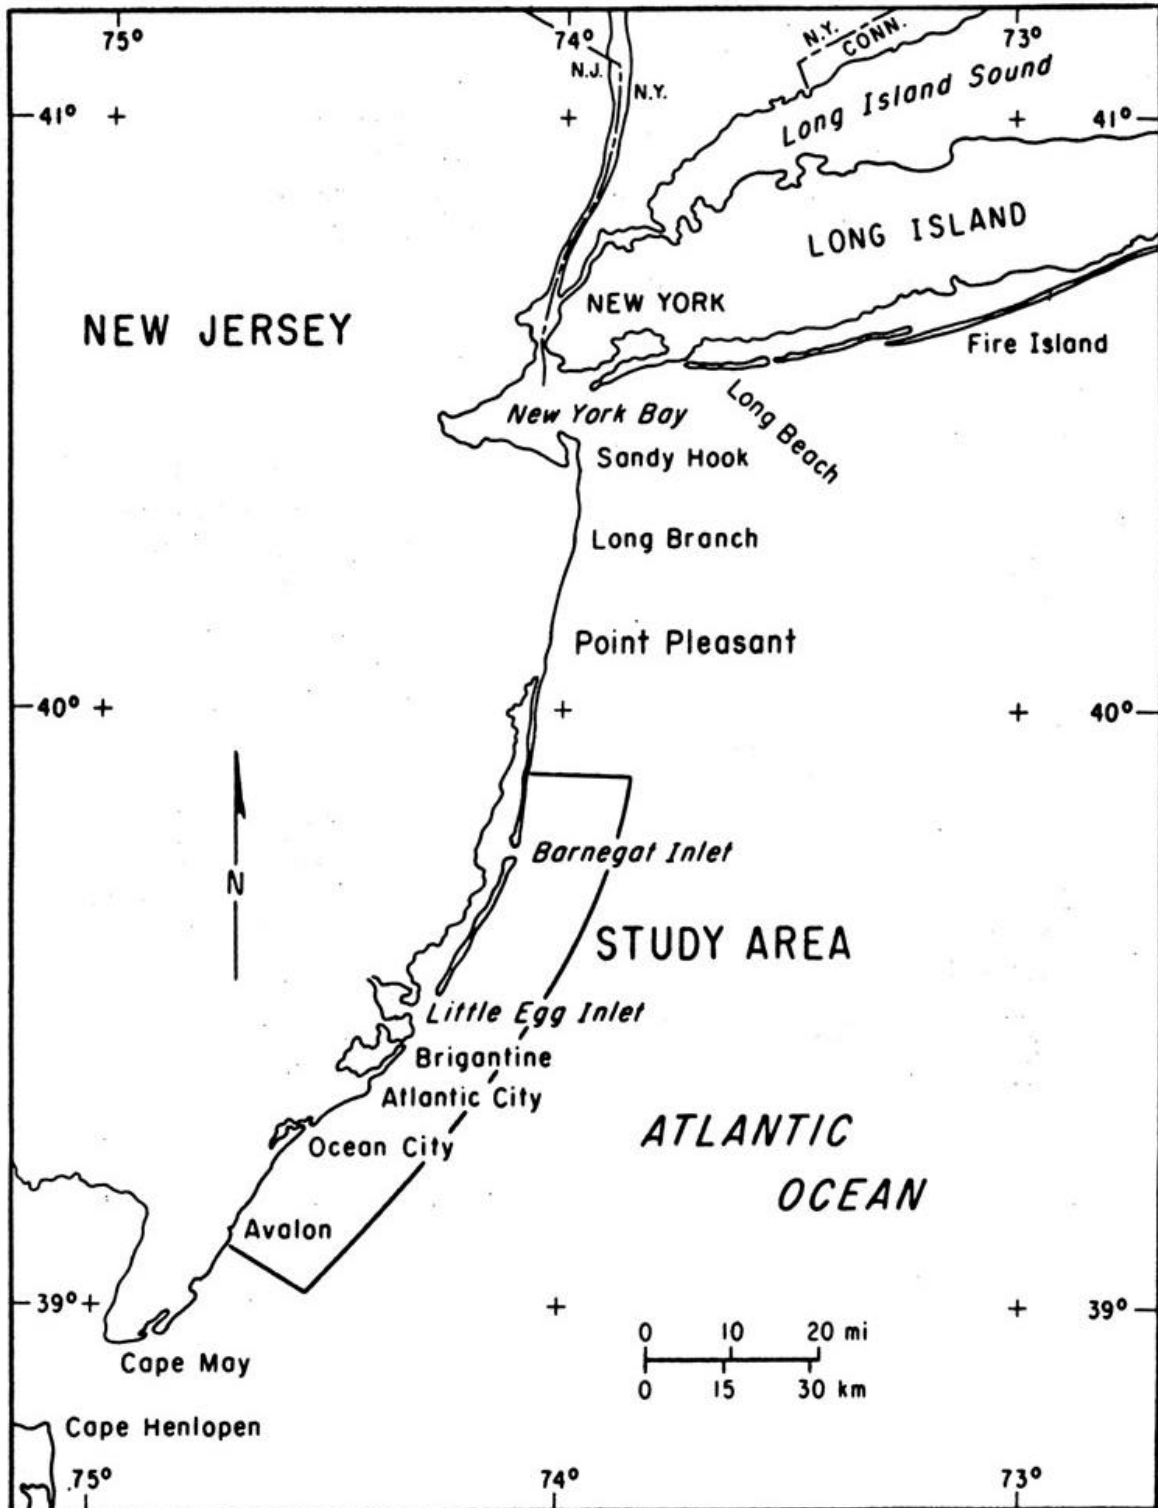 75°
74°
73°
N.Y.
CONN.
N.J.
N.Y.
Long Island Sound
41°
41°
LONG ISLAND
NEW JERSEY
NEW YORK
Fire Island
New York Bay
Long Beach
Sandy Hook
Long Branch
Point Pleasant
40°
40°
Barnegat Inlet
N
STUDY AREA
Little Egg Inlet
Brigantine
Atlantic City
Ocean City
ATLANTIC
OCEAN
Avalon
39°
39°
0 10 20 mi
0 15 30 km
Cape May
Cape Henlopen
75°
74°
73°